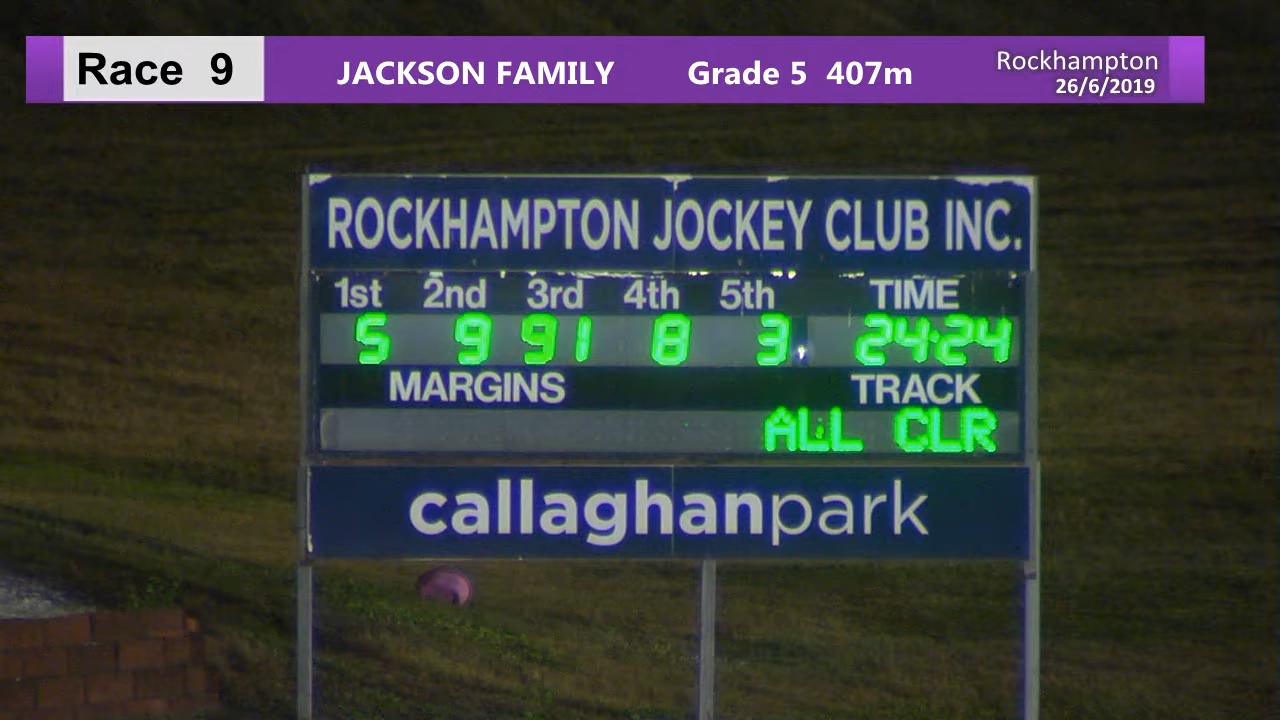 Race 9 JACKSON FAMILY Grade 5 407m Rockhampton
26/6/2019
ROCKHAMPTON JOCKEY CLUB INC.
1st 2nd 3rd 4th 5th TIME
5 9 91 8 3 24:24
MARGINS TRACK
ALL CLR
callaghanpark